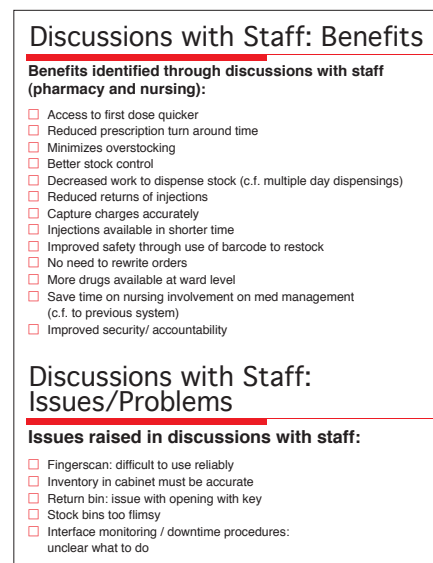 Discussions with Staff: Benefits
Benefits identified through discussions with staff
(pharmacy and nursing):
Access to first dose quicker
Reduced prescription turn around time
Minimizes overstocking
Better stock control
Decreased work to dispense stock (c.f. multiple day dispensings)
Reduced returns of injections
Capture charges accurately
Injections available in shorter time
Improved safety through use of barcode to restock
No need to rewrite orders
More drugs available at ward level
Save time on nursing involvement on med management
(c.f. to previous system)
Improved security/ accountability
Discussions with Staff:
Issues/Problems
Issues raised in discussions with staff:
Fingerscan: difficult to use reliably
Inventory in cabinet must be accurate
Return bin: issue with opening with key
Stock bins too flimsy
Interface monitoring / downtime procedures:
unclear what to do